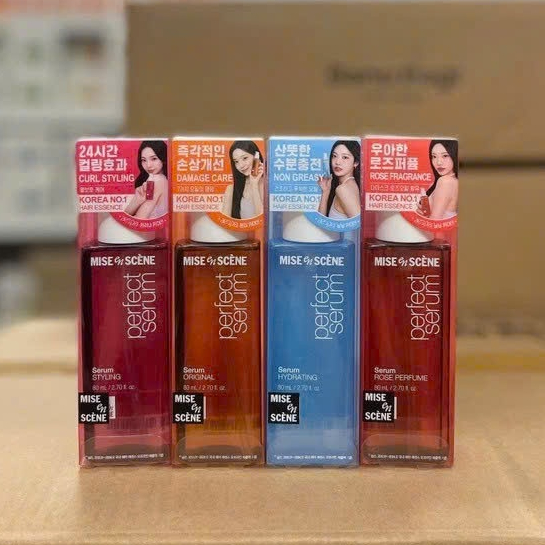 24시간
컬링효과
CURL STYLING
KOREA NO.1
HAIR ESSENCE
MISE en SCÈNE
perfect
serum
Serum
STYLING
80 mL / 2.70 fl. oz.
MISE
en
SCÈNE
즉각적인
손상개선
DAMAGE CARE
KOREA NO.1
HAIR ESSENCE
MISE en SCÈNE
perfect
serum
Serum
ORIGINAL
80 mL / 2.70 fl. oz.
MISE
en
SCÈNE
산뜻한
수분충전!
NON GREASY
KOREA NO.1
HAIR ESSENCE
MISE en SCÈNE
perfect
serum
Serum
HYDRATING
80 mL / 2.70 fl. oz.
MISE
en
SCÈNE
우아한
로즈퍼퓸
ROSE FRAGRANCE
KOREA NO.1
HAIR ESSENCE
MISE en SCÈNE
perfect
serum
Serum
ROSE PERFUME
80 mL / 2.70 fl. oz.
MISE
en
SCÈNE